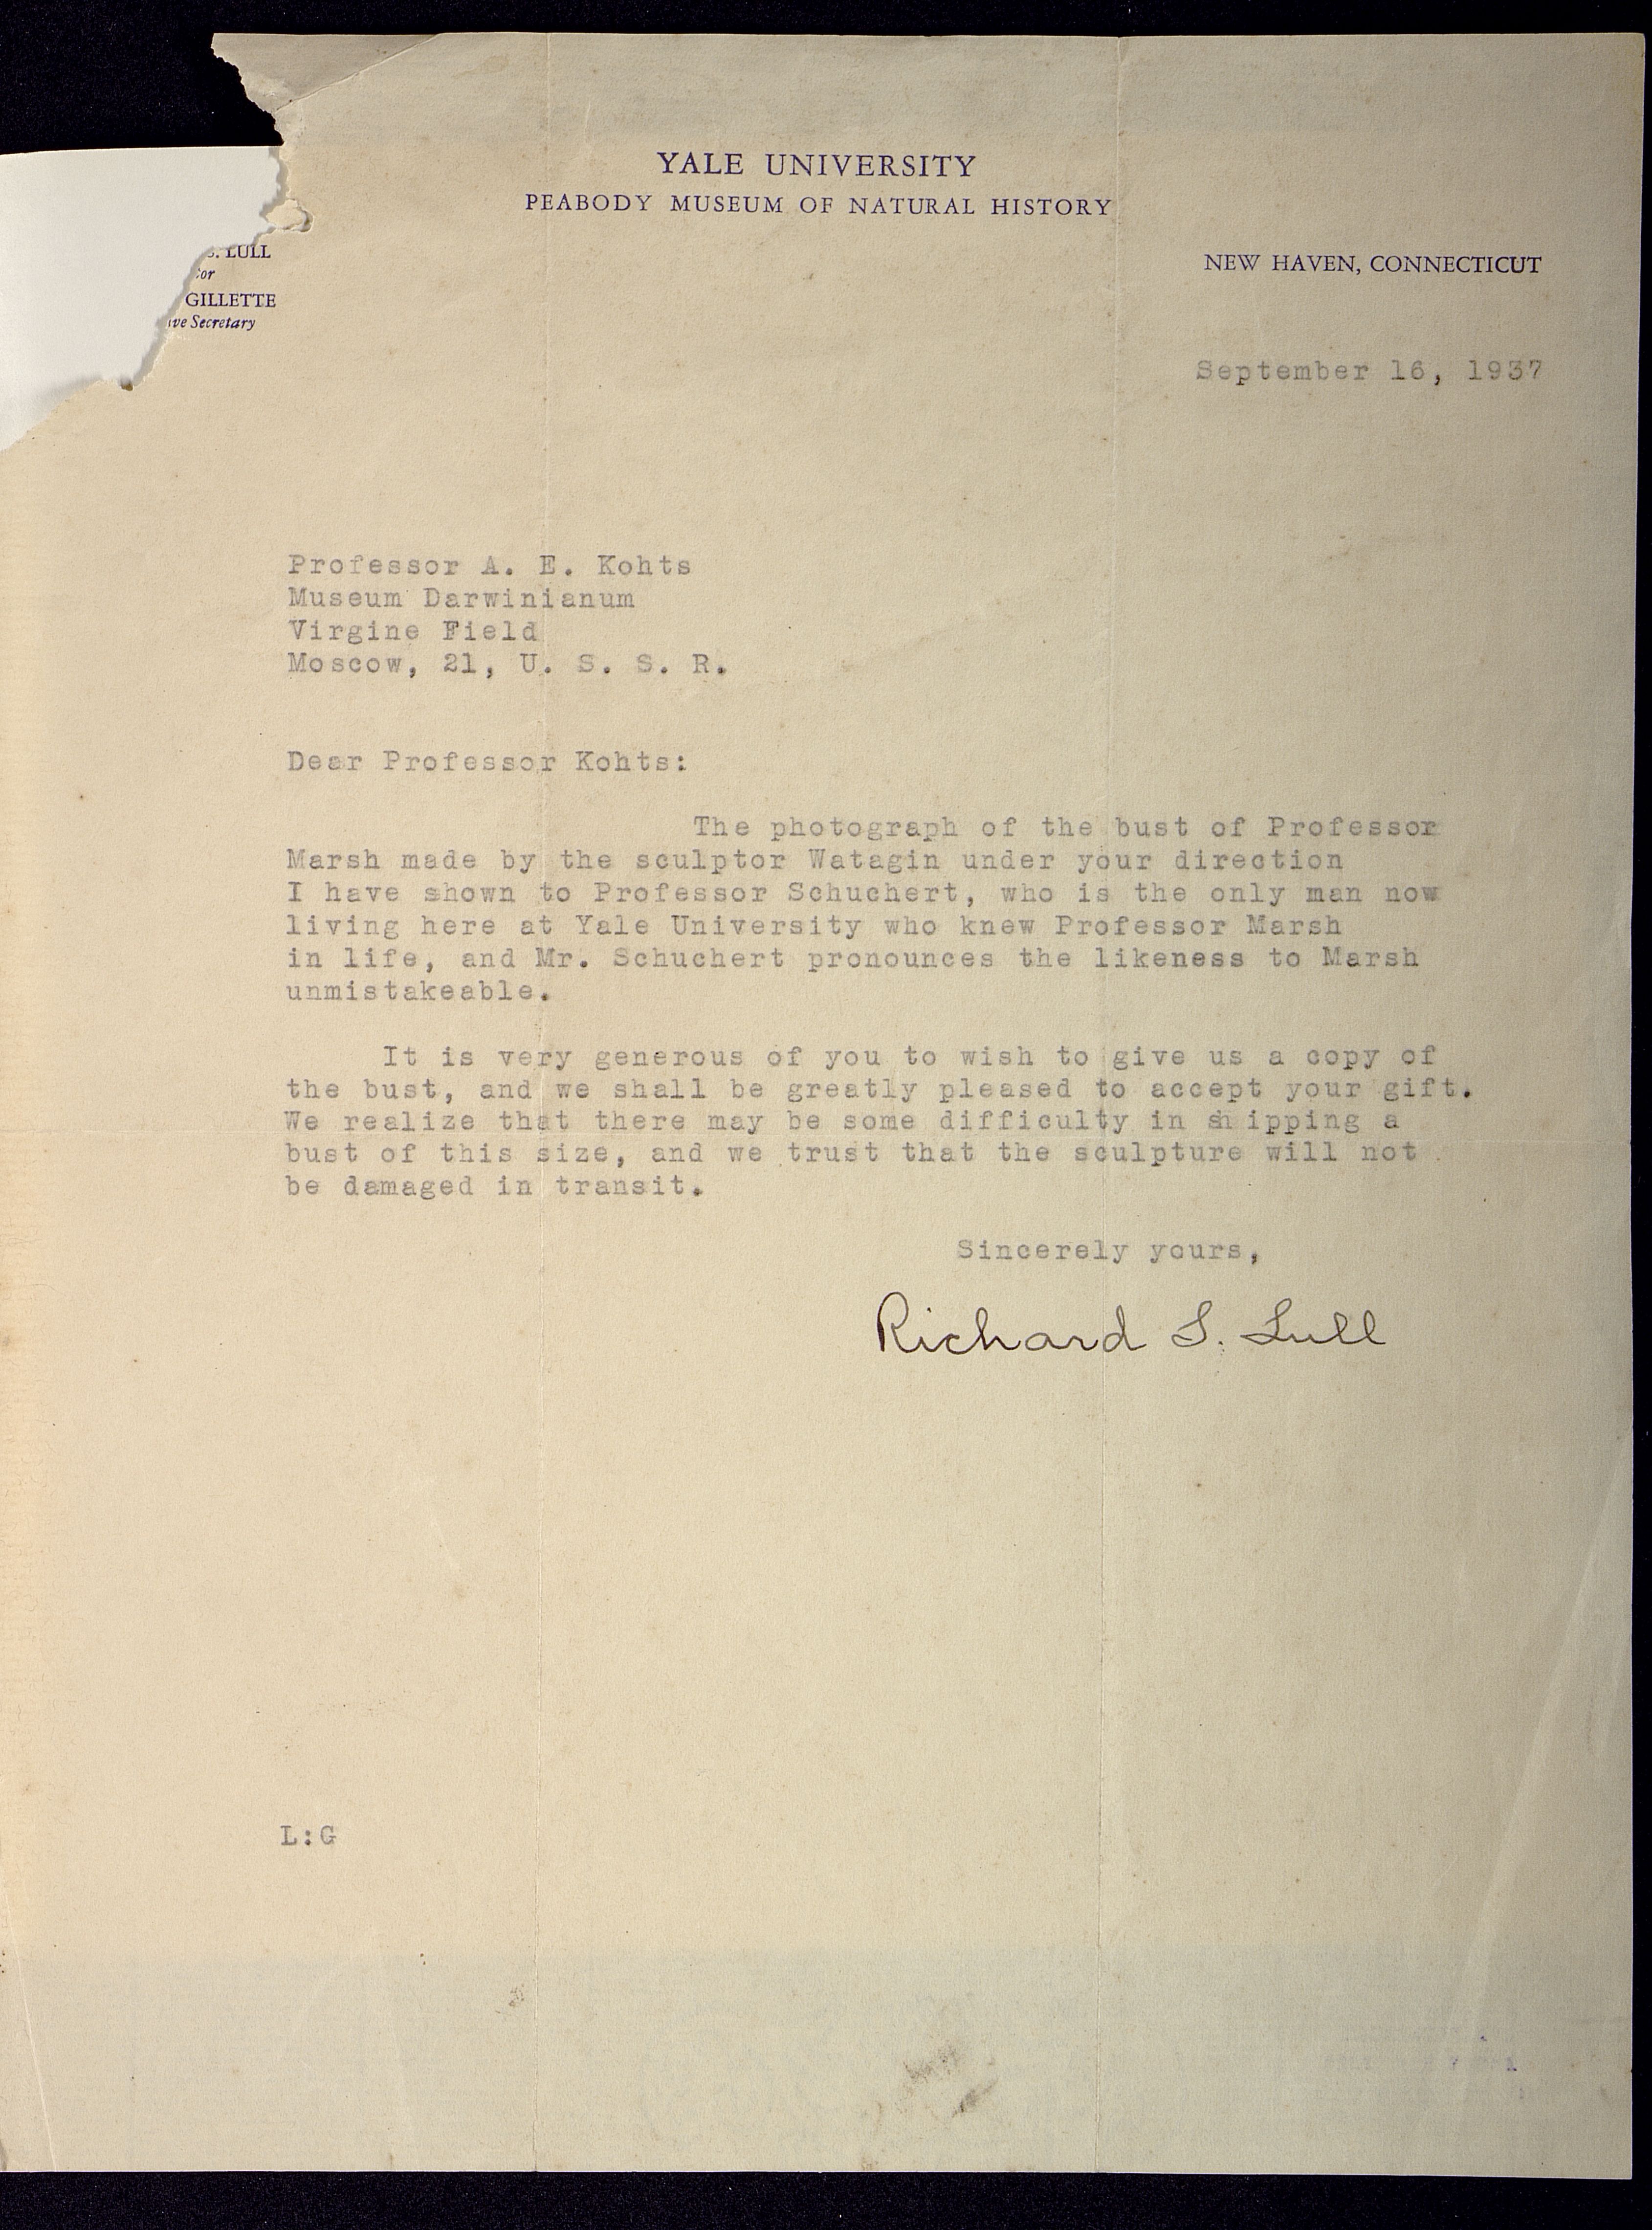 YALE UNIVERSITY
PEABODY MUSEUM OF NATURAL HISTORY
S. LULL
tor
GILLETTE
ive Secretary
NEW HAVEN, CONNECTICUT
September 16, 1937
Professor A. E. Kohts
Museum Darwinianum
Virgine Field
Moscow, 21, U. S. S. R.
Dear Professor Kohts:
The photograph of the bust of Professor
Marsh made by the sculptor Watagin under your direction
I have shown to Professor Schuchert, who is the only man now
living here at Yale University who knew Professor Marsh
in life, and Mr. Schuchert pronounces the likeness to Marsh
unmistakeable.
It is very generous of you to wish to give us a copy of
the bust, and we shall be greatly pleased to accept your gift.
We realize that there may be some difficulty in shipping a
bust of this size, and we trust that the sculpture will not
be damaged in transit.
Sincerely yours,
Richard S. Lull
L:G